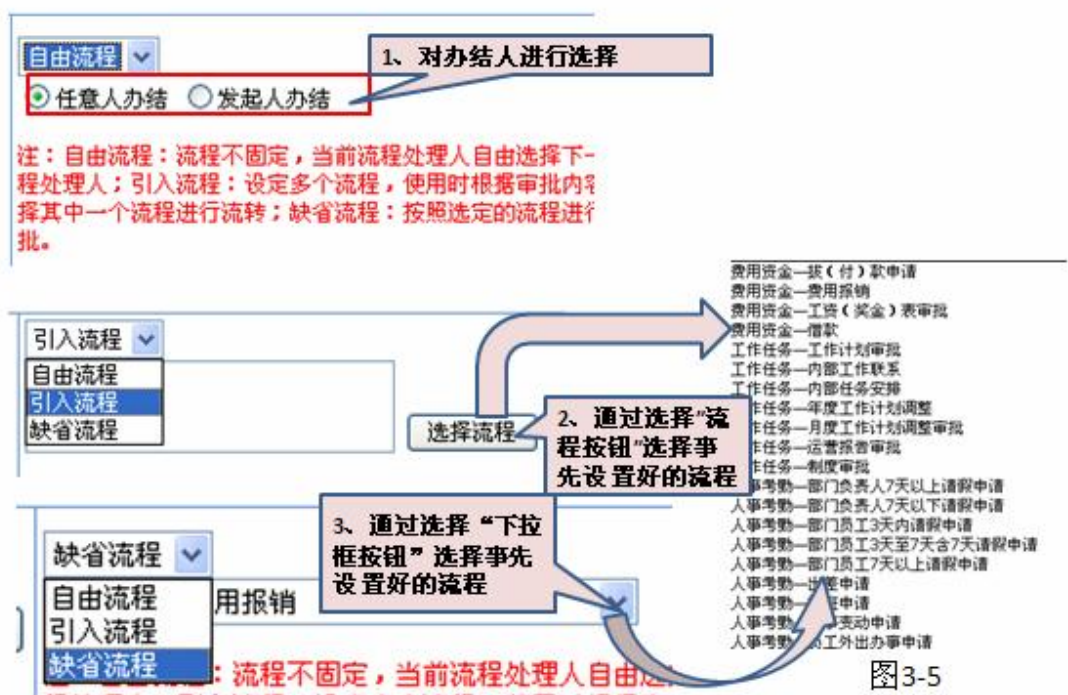 自由流程
1、对办结人进行选择
任意人办结 发起人办结
注：自由流程：流程不固定，当前流程处理人自由选择下一
程处理人；引入流程：设定多个流程，使用时根据审批内容
择其中一个流程进行流转；缺省流程：按照选定的流程进行
批。
引入流程
自由流程
引入流程
缺省流程
选择流程
2、通过选择“流
程按钮”选择事
先设 置好的流程
费用资金—拨（付）款申请
费用资金—费用报销
费用资金—工资（奖金）表审批
费用资金—借款
工作任务—工作计划审批
工作任务—内部工作联系
工作任务—内部任务安排
作任务—年度工作计划调整
作任务—月度工作计划调整审批
作任务—运营报告审批
作任务—制度审批
人事考勤—部门负责人7天以上请假申请
人事考勤—部门负责人7天以下请假申请
人事考勤—部门员工3天内请假申请
人事考勤—部门员工3天至7天含7天请假申请
人事考勤—部门员工7天以上请假申请
人事考勤—出差申请
人事考勤 申请
人事考勤 变动申请
人事考勤 员工外出办事申请
3、通过选择“下拉
框按钮”选择事先
设 置好的流程
缺省流程
自由流程
引入流程
缺省流程
用报销
：流程不固定，当前流程处理人自由选
图3-5